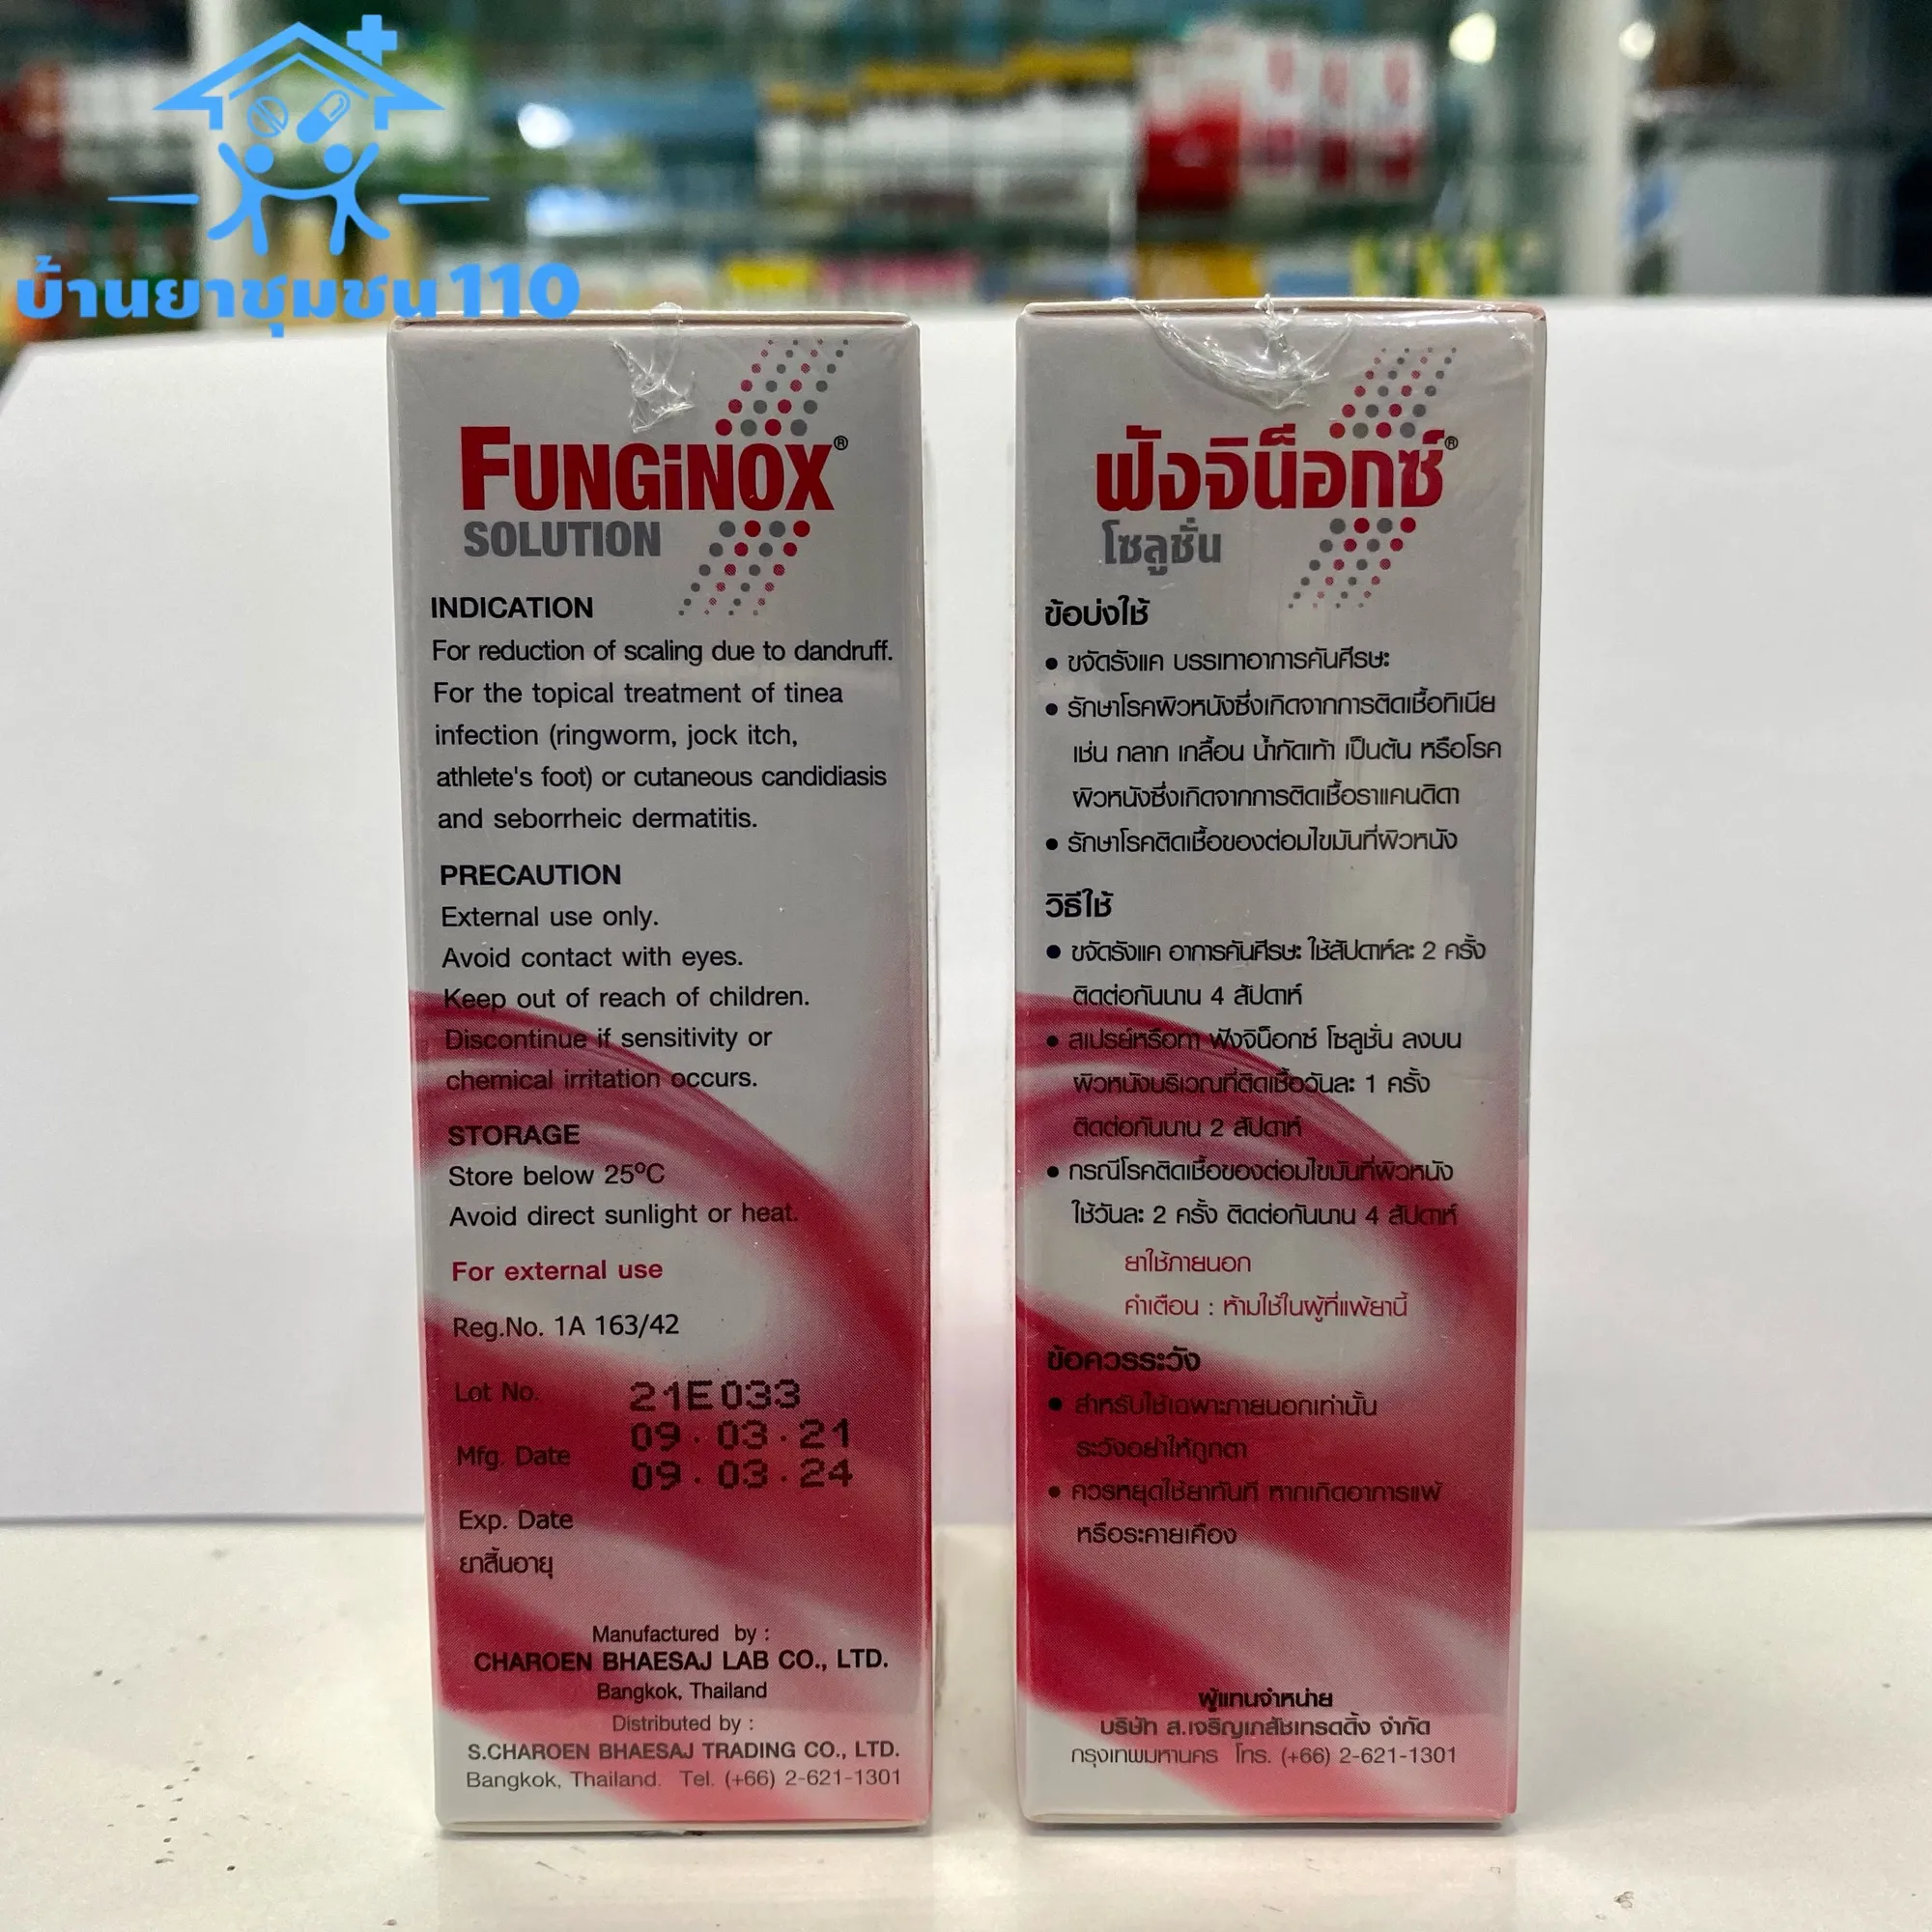 บ้านยาชุมชน 110
FUNGiNOX®
SOLUTION
INDICATION
For reduction of scaling due to dandruff.
For the topical treatment of tinea
infection (ringworm, jock itch,
athlete's foot) or cutaneous candidiasis
and seborrheic dermatitis.
PRECAUTION
External use only.
Avoid contact with eyes.
Keep out of reach of children.
Discontinue if sensitivity or
chemical irritation occurs.
STORAGE
Store below 25°C
Avoid direct sunlight or heat.
For external use
Reg.No. 1A 163/42
Lot No. 21E033
Mfg. Date 09.03.21
09.03.24
Exp. Date
ยาสิ้นอายุ
Manufactured by :
CHAROEN BHAESAJ LAB CO., LTD.
Bangkok, Thailand
Distributed by :
S.CHAROEN BHAESAJ TRADING CO., LTD.
Bangkok, Thailand. Tel. (+66) 2-621-1301
ฟังจิน็อกซ์®
โซลูชั่น
ข้อบ่งใช้
• ขจัดรังแค บรรเทาอาการคันศีรษะ
• รักษาโรคผิวหนังซึ่งเกิดจากการติดเชื้อทิเนีย
เช่น กลาก เกลื้อน น้ำกัดเท้า เป็นต้น หรือโรค
ผิวหนังซึ่งเกิดจากการติดเชื้อราแคนดิดา
• รักษาโรคติดเชื้อของต่อมไขมันที่ผิวหนัง
วิธีใช้
• ขจัดรังแค อาการคันศีรษะ ใช้สัปดาห์ละ 2 ครั้ง
ติดต่อกันนาน 4 สัปดาห์
• สเปรย์หรือทา ฟังจิน็อกซ์ โซลูชั่น ลงบน
ผิวหนังบริเวณที่ติดเชื้อวันละ 1 ครั้ง
ติดต่อกันนาน 2 สัปดาห์
• กรณีโรคติดเชื้อของต่อมไขมันที่ผิวหนัง
ใช้วันละ 2 ครั้ง ติดต่อกันนาน 4 สัปดาห์
ยาใช้ภายนอก
คำเตือน : ห้ามใช้ในผู้ที่แพ้ยานี้
ข้อควรระวัง
• สำหรับใช้เฉพาะภายนอกเท่านั้น
ระวังอย่าให้ถูกตา
• ควรหยุดใช้ยาทันที หากเกิดอาการแพ้
หรือระคายเคือง
ผู้แทนจำหน่าย
บริษัท ส.เจริญเภสัชเทรดดิ้ง จำกัด
กรุงเทพมหานคร โทร. (+66) 2-621-1301